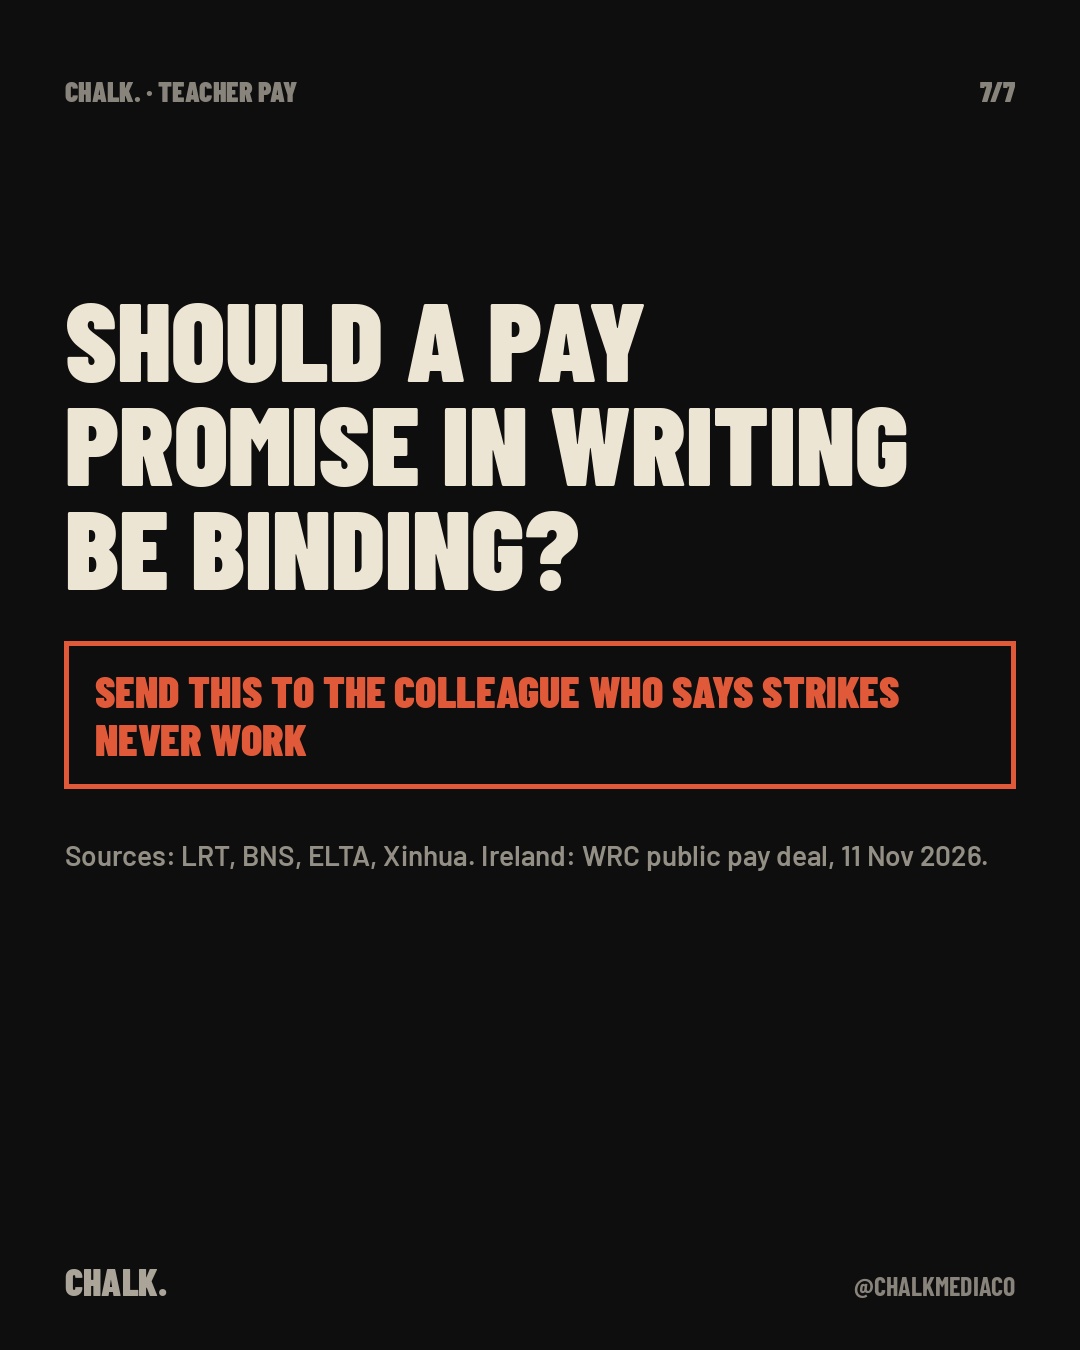 CHALK. · TEACHER PAY
7/7
SHOULD A PAY
PROMISE IN WRITING
BE BINDING?
SEND THIS TO THE COLLEAGUE WHO SAYS STRIKES
NEVER WORK
Sources: LRT, BNS, ELTA, Xinhua. Ireland: WRC public pay deal, 11 Nov 2026.
CHALK.
@CHALKMEDIACO